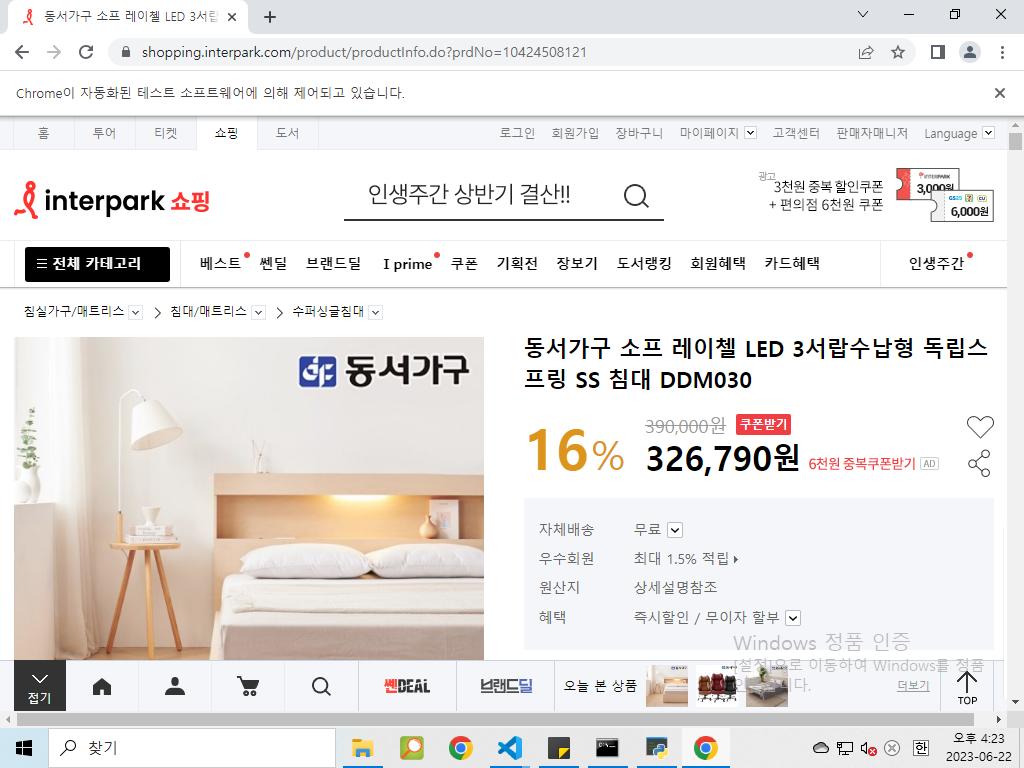 동서가구 소프 레이첼 LED 3서랍
shopping.interpark.com/product/productInfo.do?prdNo=10424508121
Chrome이 자동화된 테스트 소프트웨어에 의해 제어되고 있습니다.
홈 투어 티켓 쇼핑 도서 로그인 회원가입 장바구니 마이페이지 고객센터 판매자매니저 Language
interpark 쇼핑
인생주간 상반기 결산!!
광고
3천원 중복 할인쿠폰
+ 편의점 6천원 쿠폰
INTERPARK
3,000원
GS25 CU
6,000원
전체 카테고리 베스트 쎈딜 브랜드딜 I prime 쿠폰 기획전 장보기 도서랭킹 회원혜택 카드혜택 인생주간
침실가구/매트리스 침대/매트리스 수퍼싱글침대
동서가구
동서가구 소프 레이첼 LED 3서랍수납형 독립스
프링 SS 침대 DDM030
16%
390,000원 쿠폰받기
326,790원 6천원 중복쿠폰받기 AD
자체배송 무료
우수회원 최대 1.5% 적립
원산지 상세설명참조
혜택 즉시할인 / 무이자 할부
Windows 정품 인증
[설정]으로 이동하여 Windows를 정품
니다.
접기
쎈DEAL
브랜드딜
오늘 본 상품
더보기
TOP
찾기
한
오후 4:23
2023-06-22